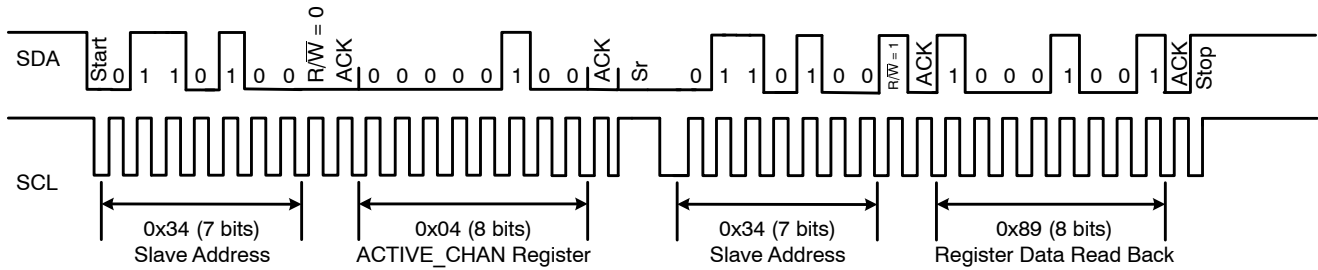 SDA Start 0 1 1 0 1 0 0 R/W̅ = 0 ACK 0 0 0 0 0 1 0 0 ACK Sr 0 1 1 0 1 0 0 R/W̅ = 1 ACK 1 0 0 0 1 0 0 1 ACK Stop
SCL
0x34 (7 bits) 0x04 (8 bits) 0x34 (7 bits) 0x89 (8 bits)
Slave Address ACTIVE_CHAN Register Slave Address Register Data Read Back